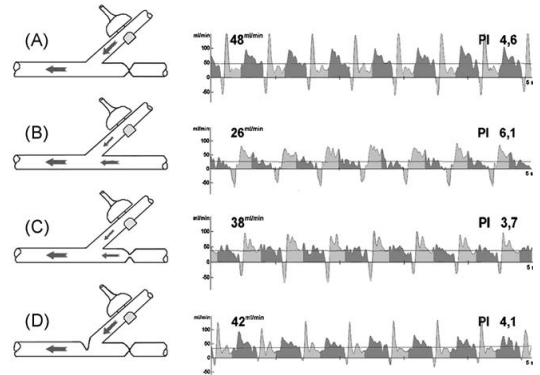 (A)
ml/min
48 ml/min
PI 4,6
100
50
0
-50
5 s
(B)
ml/min
26 ml/min
PI 6,1
100
50
0
-50
5 s
(C)
ml/min
38 ml/min
PI 3,7
100
50
0
-50
5 s
(D)
ml/min
42 ml/min
PI 4,1
100
50
0
-50
5 s